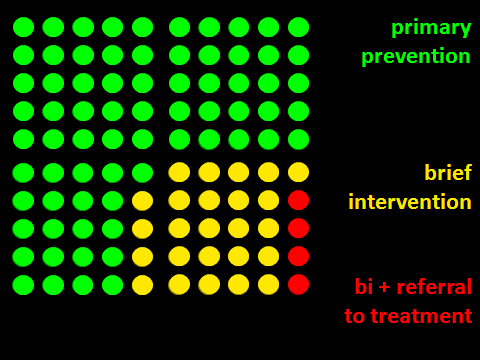 primary
prevention
brief
intervention
bi + referral
to treatment